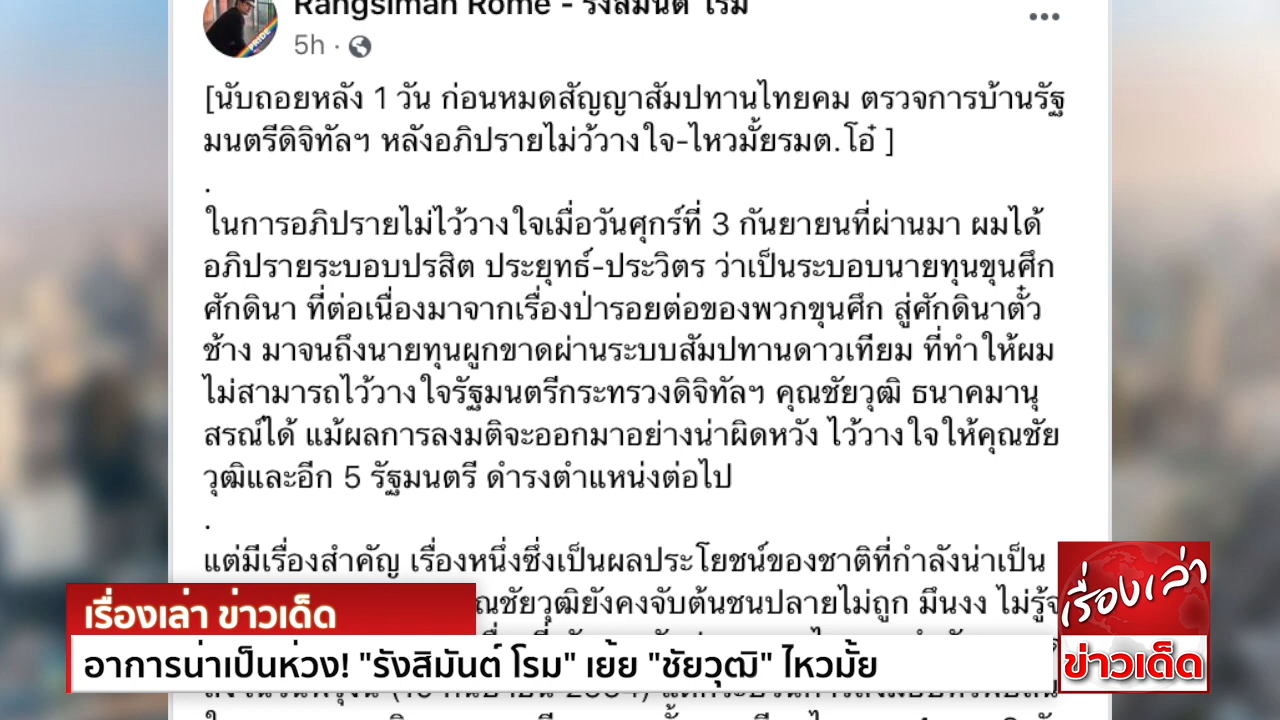 Rangsiman Rome - รังสิมันต์ โรม
5h
PRIDE
[นับถอยหลัง 1 วัน ก่อนหมดสัญญาสัมปทานไทยคม ตรวจการบ้านรัฐ
มนตรีดิจิทัลฯ หลังอภิปรายไม่ว้วางใจ-ไหวมั้ยรมต.โอ๋ ]
.
ในการอภิปรายไม่ไว้วางใจเมื่อวันศุกร์ที่ 3 กันยายนที่ผ่านมา ผมได้
อภิปรายระบอบปรสิต ประยุทธ์-ประวิตร ว่าเป็นระบอบนายทุนขุนศึก
ศักดินา ที่ต่อเนื่องมาจากเรื่องป่ารอยต่อของพวกขุนศึก สู่ศักดินาตั๋ว
ช้าง มาจนถึงนายทุนผูกขาดผ่านระบบสัมปทานดาวเทียม ที่ทำให้ผม
ไม่สามารถไว้วางใจรัฐมนตรีกระทรวงดิจิทัลฯ คุณชัยวุฒิ ธนาคมานุ
สรณ์ได้ แม้ผลการลงมติจะออกมาอย่างน่าผิดหวัง ไว้วางใจให้คุณชัย
วุฒิและอีก 5 รัฐมนตรี ดำรงตำแหน่งต่อไป
.
แต่มีเรื่องสำคัญ เรื่องหนึ่งซึ่งเป็นผลประโยชน์ของชาติที่กำลังน่าเป็น
ณชัยวุฒิยังคงจับต้นชนปลายไม่ถูก มึนงง ไม่รู้จ
เรื่องเล่า ข่าวเด็ด
อาการน่าเป็นห่วง! "รังสิมันต์ โรม" เย้ย "ชัยวุฒิ" ไหวมั้ย
เรื่องเล่า
ข่าวเด็ด